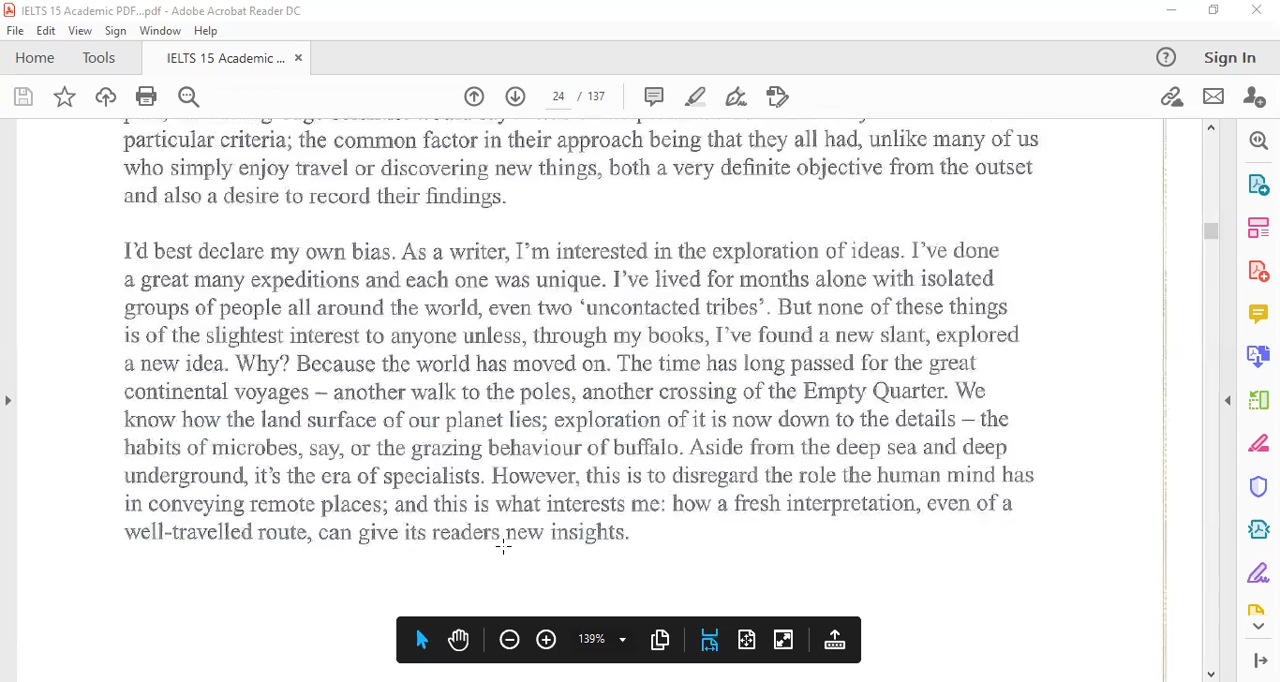 IELTS 15 Academic PDF...pdf - Adobe Acrobat Reader DC
File Edit View Sign Window Help
Home Tools IELTS 15 Academic ... × Sign In
24 / 137
particular criteria; the common factor in their approach being that they all had, unlike many of us
who simply enjoy travel or discovering new things, both a very definite objective from the outset
and also a desire to record their findings.
I’d best declare my own bias. As a writer, I’m interested in the exploration of ideas. I’ve done
a great many expeditions and each one was unique. I’ve lived for months alone with isolated
groups of people all around the world, even two ‘uncontacted tribes’. But none of these things
is of the slightest interest to anyone unless, through my books, I’ve found a new slant, explored
a new idea. Why? Because the world has moved on. The time has long passed for the great
continental voyages – another walk to the poles, another crossing of the Empty Quarter. We
know how the land surface of our planet lies; exploration of it is now down to the details – the
habits of microbes, say, or the grazing behaviour of buffalo. Aside from the deep sea and deep
underground, it’s the era of specialists. However, this is to disregard the role the human mind has
in conveying remote places; and this is what interests me: how a fresh interpretation, even of a
well-travelled route, can give its readers new insights.
139%